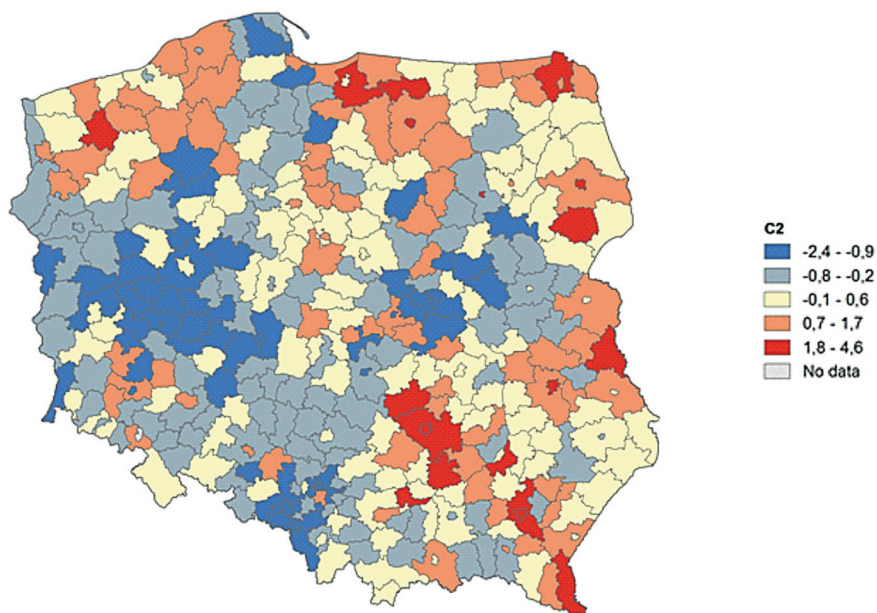 C2
-2,4 - -0,9
-0,8 - -0,2
-0,1 - 0,6
0,7 - 1,7
1,8 - 4,6
No data